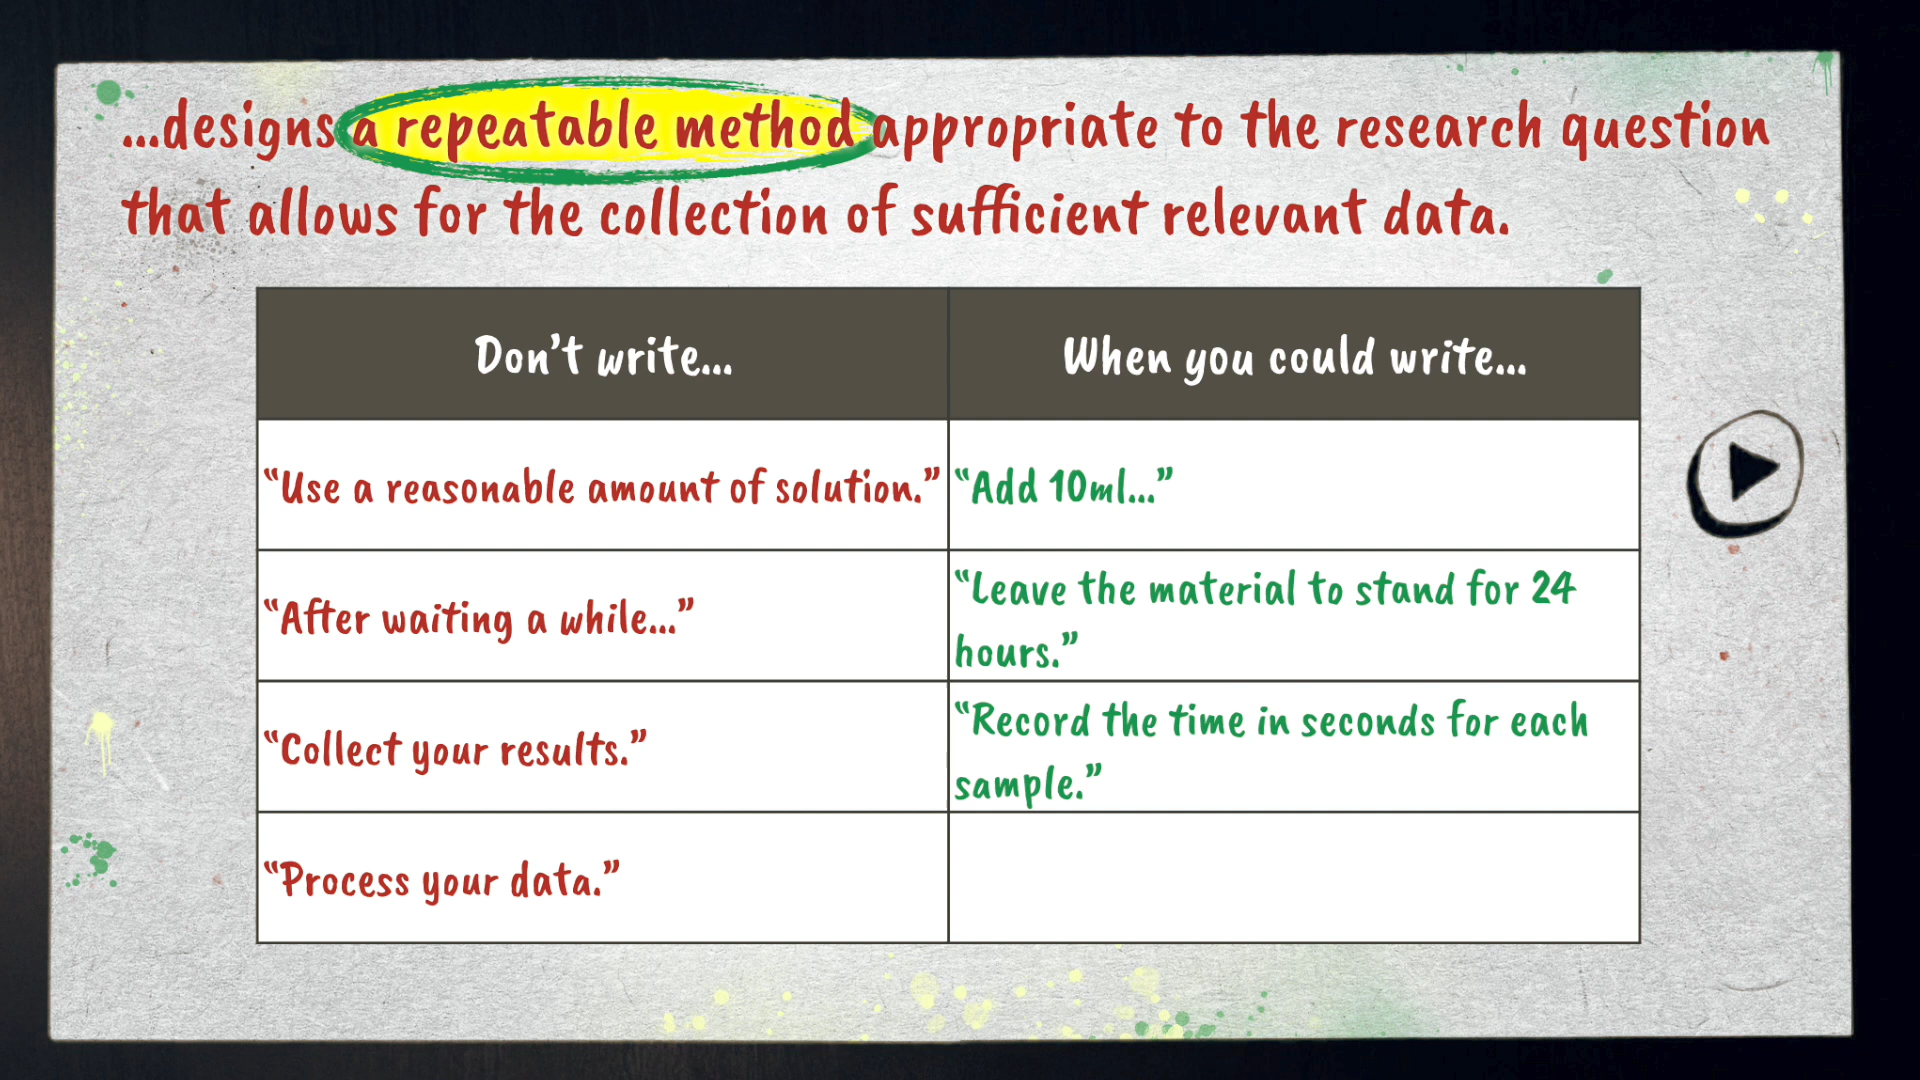 ...designs a repeatable method appropriate to the research question
that allows for the collection of sufficient relevant data.
Don't write...
When you could write...
“Use a reasonable amount of solution.”
“Add 10ml...”
“After waiting a while...”
“Leave the material to stand for 24
hours.”
“Collect your results.”
“Record the time in seconds for each
sample.”
“Process your data.”